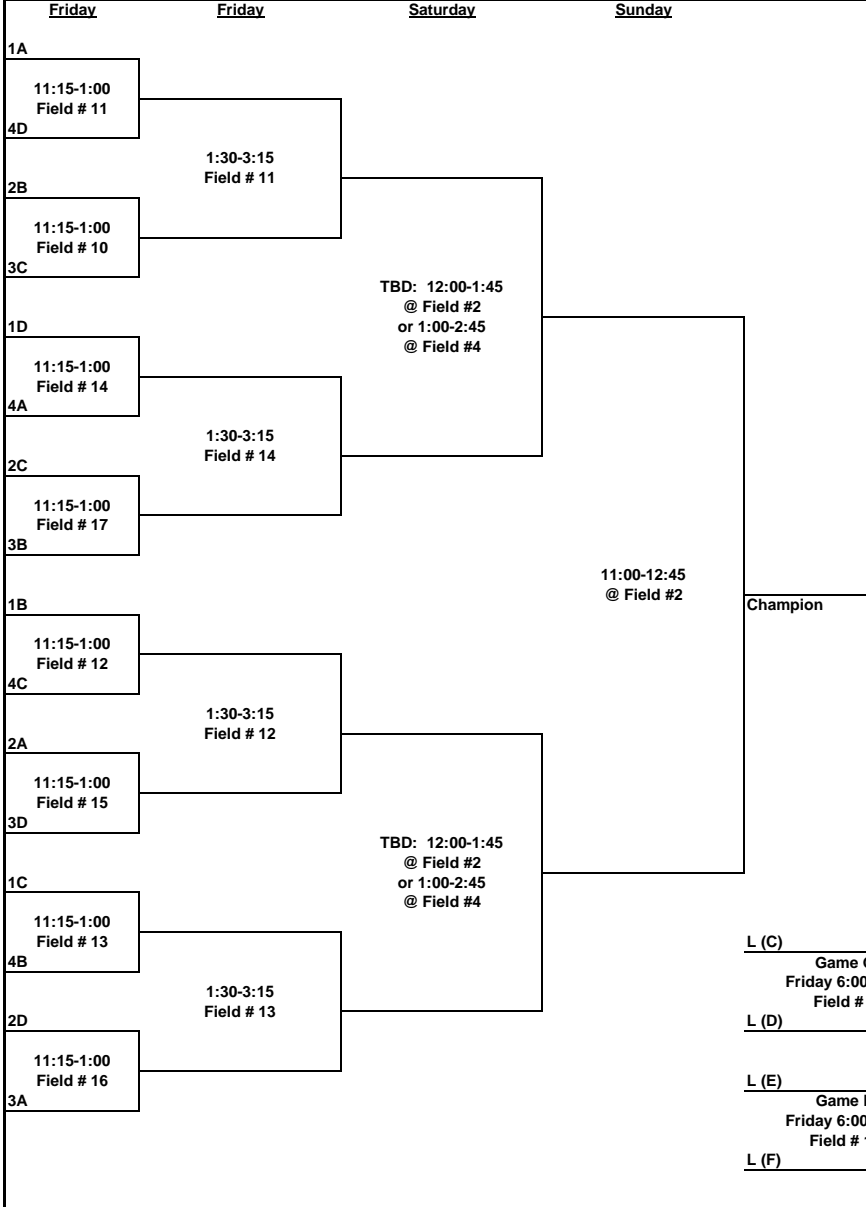 Friday Friday Saturday Sunday
1A
11:15-1:00
Field # 11
4D
1:30-3:15
Field # 11
2B
11:15-1:00
Field # 10
3C
TBD: 12:00-1:45
@ Field #2
or 1:00-2:45
@ Field #4
1D
11:15-1:00
Field # 14
4A
1:30-3:15
Field # 14
2C
11:15-1:00
Field # 17
3B
11:00-12:45
@ Field #2
Champion
1B
11:15-1:00
Field # 12
4C
1:30-3:15
Field # 12
2A
11:15-1:00
Field # 15
3D
TBD: 12:00-1:45
@ Field #2
or 1:00-2:45
@ Field #4
1C
11:15-1:00
Field # 13
4B
1:30-3:15
Field # 13
2D
11:15-1:00
Field # 16
3A
L (C)
Game
Friday 6:00
Field #
L (D)
L (E)
Game
Friday 6:00
Field #
L (F)